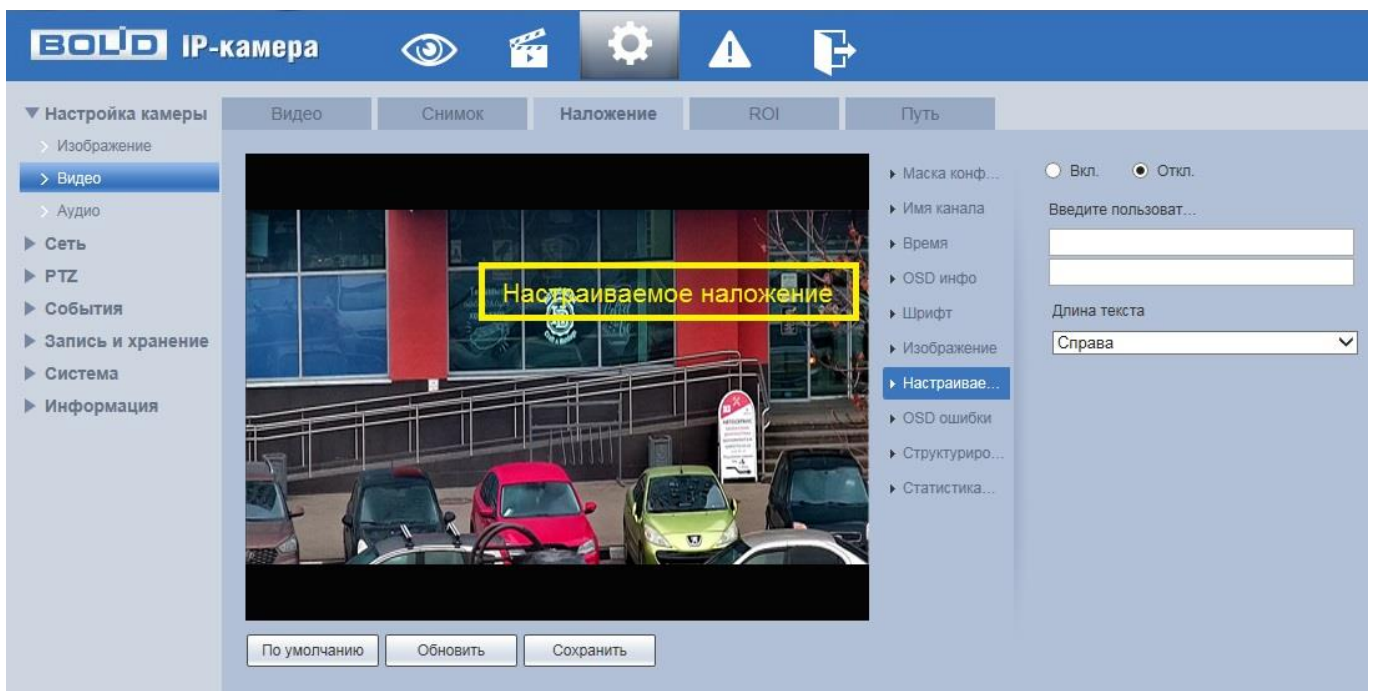 BOLID IP-камера
Настройка камеры
Изображение
Видео
Аудио
Сеть
PTZ
События
Запись и хранение
Система
Информация
Видео Снимок Наложение ROI Путь
Настраиваемое наложение
Маска конф...
Имя канала
Время
OSD инфо
Шрифт
Изображение
Настраивае...
OSD ошибки
Структуриро...
Статистика...
Вкл. Откл.
Введите пользоват...
Длина текста
Справа
По умолчанию Обновить Сохранить